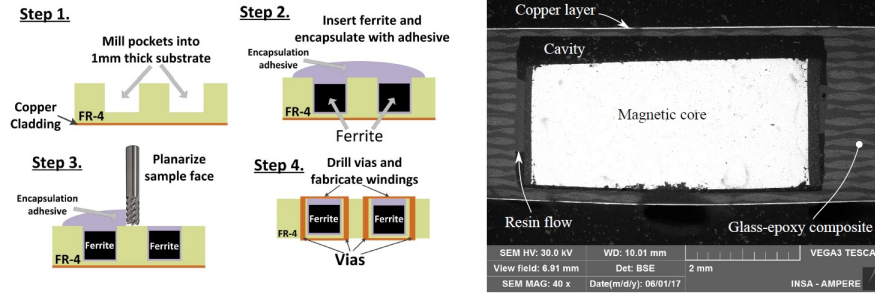 Step 1.
Mill pockets into
1mm thick substrate
Copper
Cladding
FR-4
Step 2.
Insert ferrite and
encapsulate with adhesive
Encapsulation
adhesive
FR-4
Ferrite
Step 3.
Planarize
sample face
Encapsulation
adhesive
Ferrite
Ferrite
FR-4
Step 4.
Drill vias and
fabricate windings
Ferrite
Ferrite
FR-4
Vias
Copper layer
Cavity
Magnetic core
Resin flow
Glass-epoxy composite
SEM HV: 30.0 kV
WD: 10.01 mm
VEGA3 TESCA
View field: 6.91 mm
Det: BSE
2 mm
SEM MAG: 40 x
Date(m/d/y): 06/01/17
INSA - AMPERE